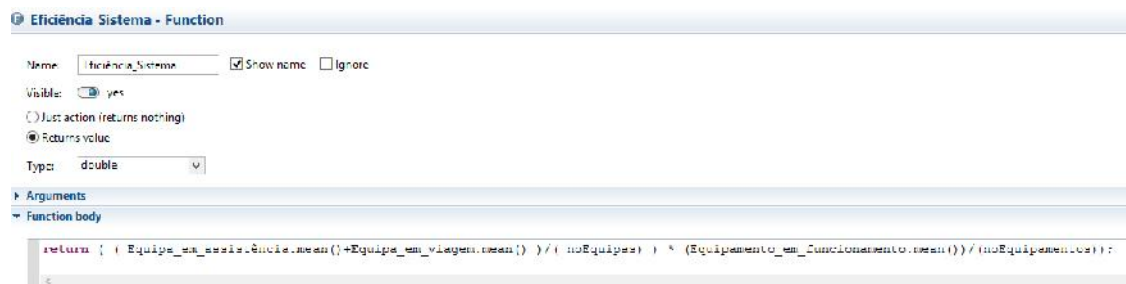 Eficiência Sistema - Function
Name: Eficiência_Sistema Show name Ignore
Visible: yes
Just action (returns nothing)
Returns value
Type: double
Arguments
Function body
return ( ( Equipa_em_assistência.mean()+Equipa_em_viagem.mean() )/( noEquipas) ) * (Equipamento_em_funcionamento.mean())/(noEquipamentos));